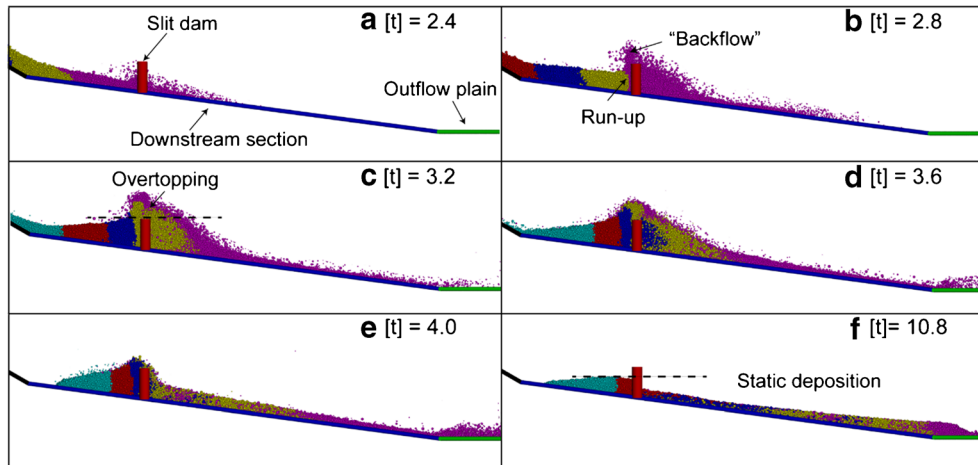 Slit dam
a [t] = 2.4
Downstream section
Outflow plain
b [t] = 2.8
“Backflow”
Run-up
c [t] = 3.2
Overtopping
d [t] = 3.6
e [t] = 4.0
f [t]= 10.8
Static deposition